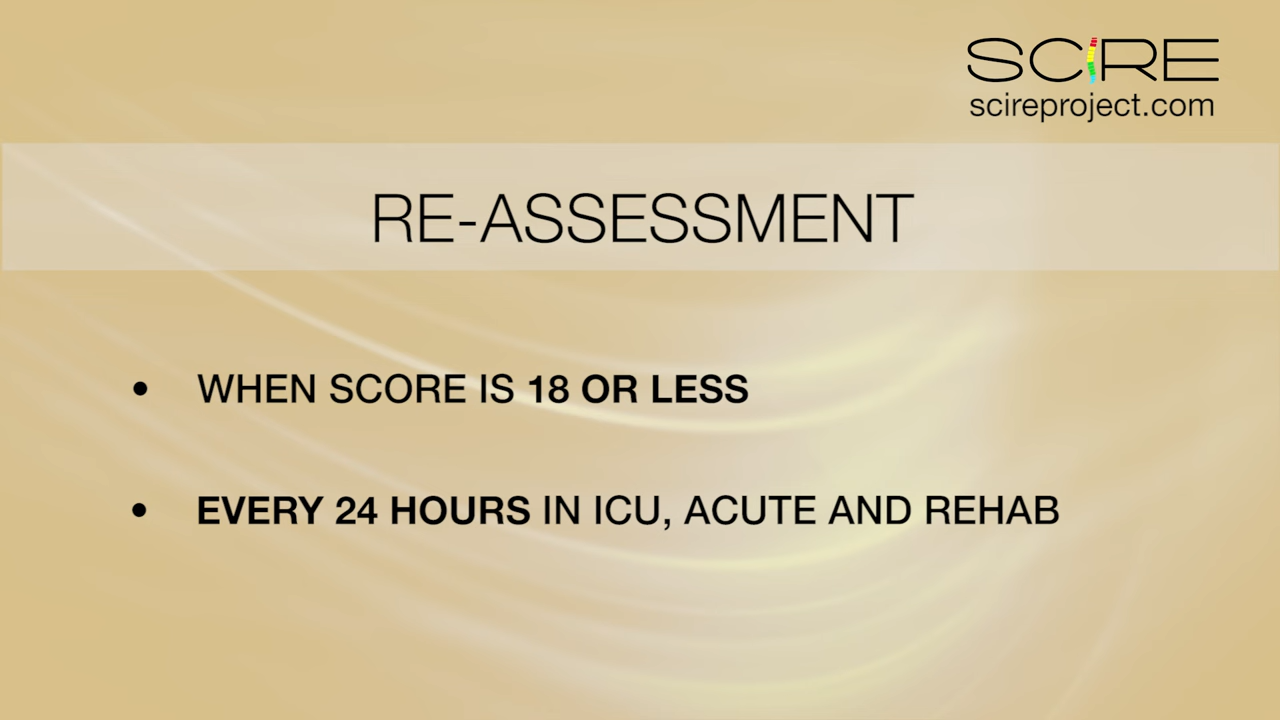 SCIRE
scireproject.com
RE-ASSESSMENT
• WHEN SCORE IS 18 OR LESS
• EVERY 24 HOURS IN ICU, ACUTE AND REHAB